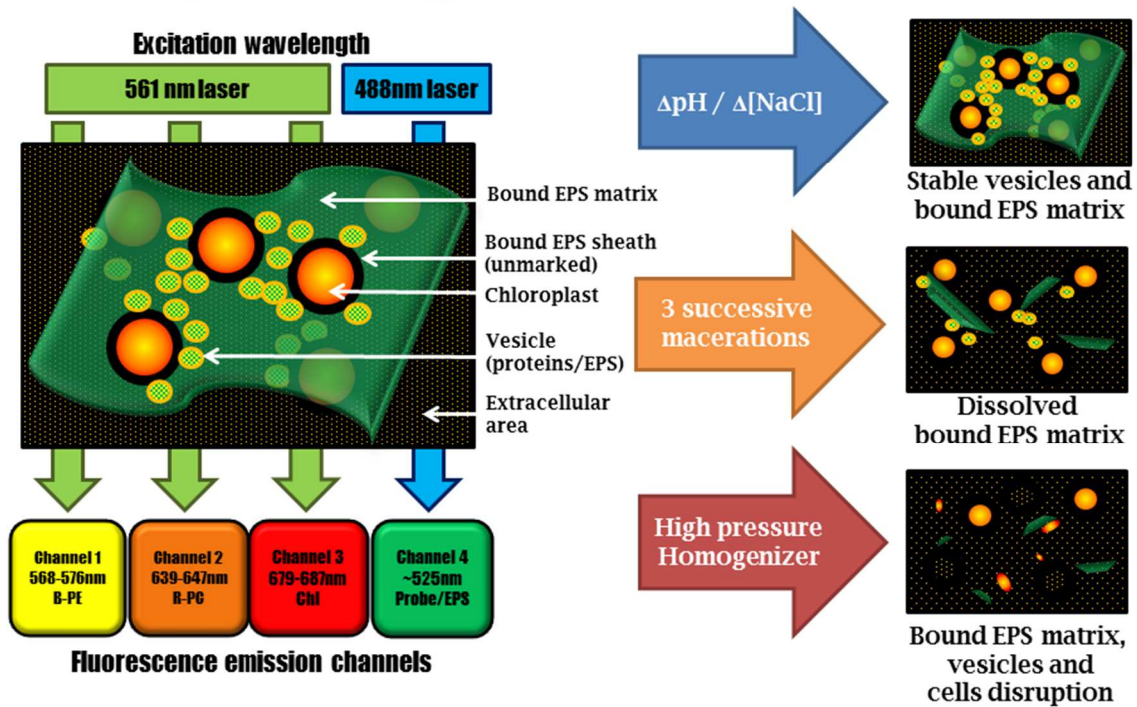 Excitation wavelength
561 nm laser
488nm laser
Bound EPS matrix
Bound EPS sheath
(unmarked)
Chloroplast
Vesicle
(proteins/EPS)
Extracellular
area
Channel 1
568-576nm
B-PE
Channel 2
639-647nm
R-PC
Channel 3
679-687nm
Chl
Channel 4
~525nm
Probe/EPS
Fluorescence emission channels
ΔpH / Δ[NaCl]
Stable vesicles and
bound EPS matrix
3 successive
macerations
Dissolved
bound EPS matrix
High pressure
Homogenizer
Bound EPS matrix,
vesicles and
cells disruption